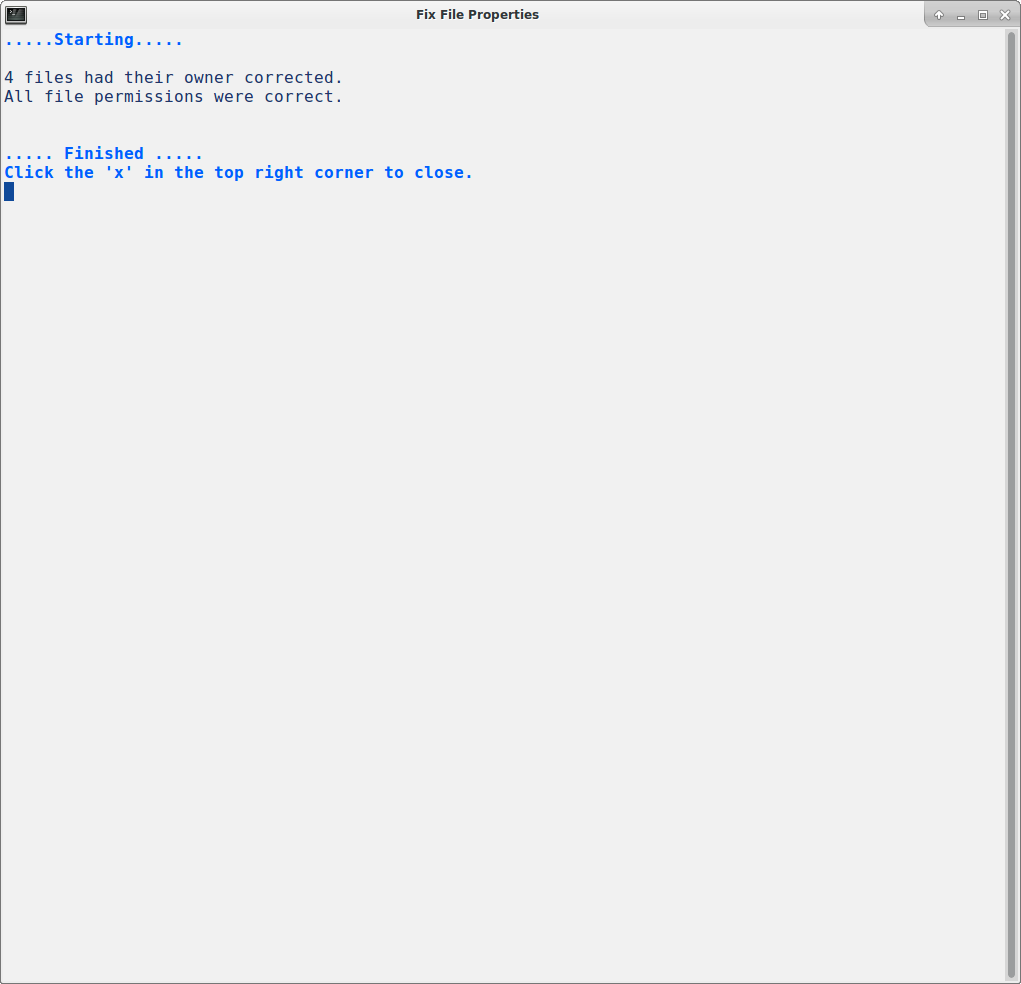 Fix File Properties
.....Starting.....
4 files had their owner corrected.
All file permissions were correct.
..... Finished .....
Click the 'x' in the top right corner to close.